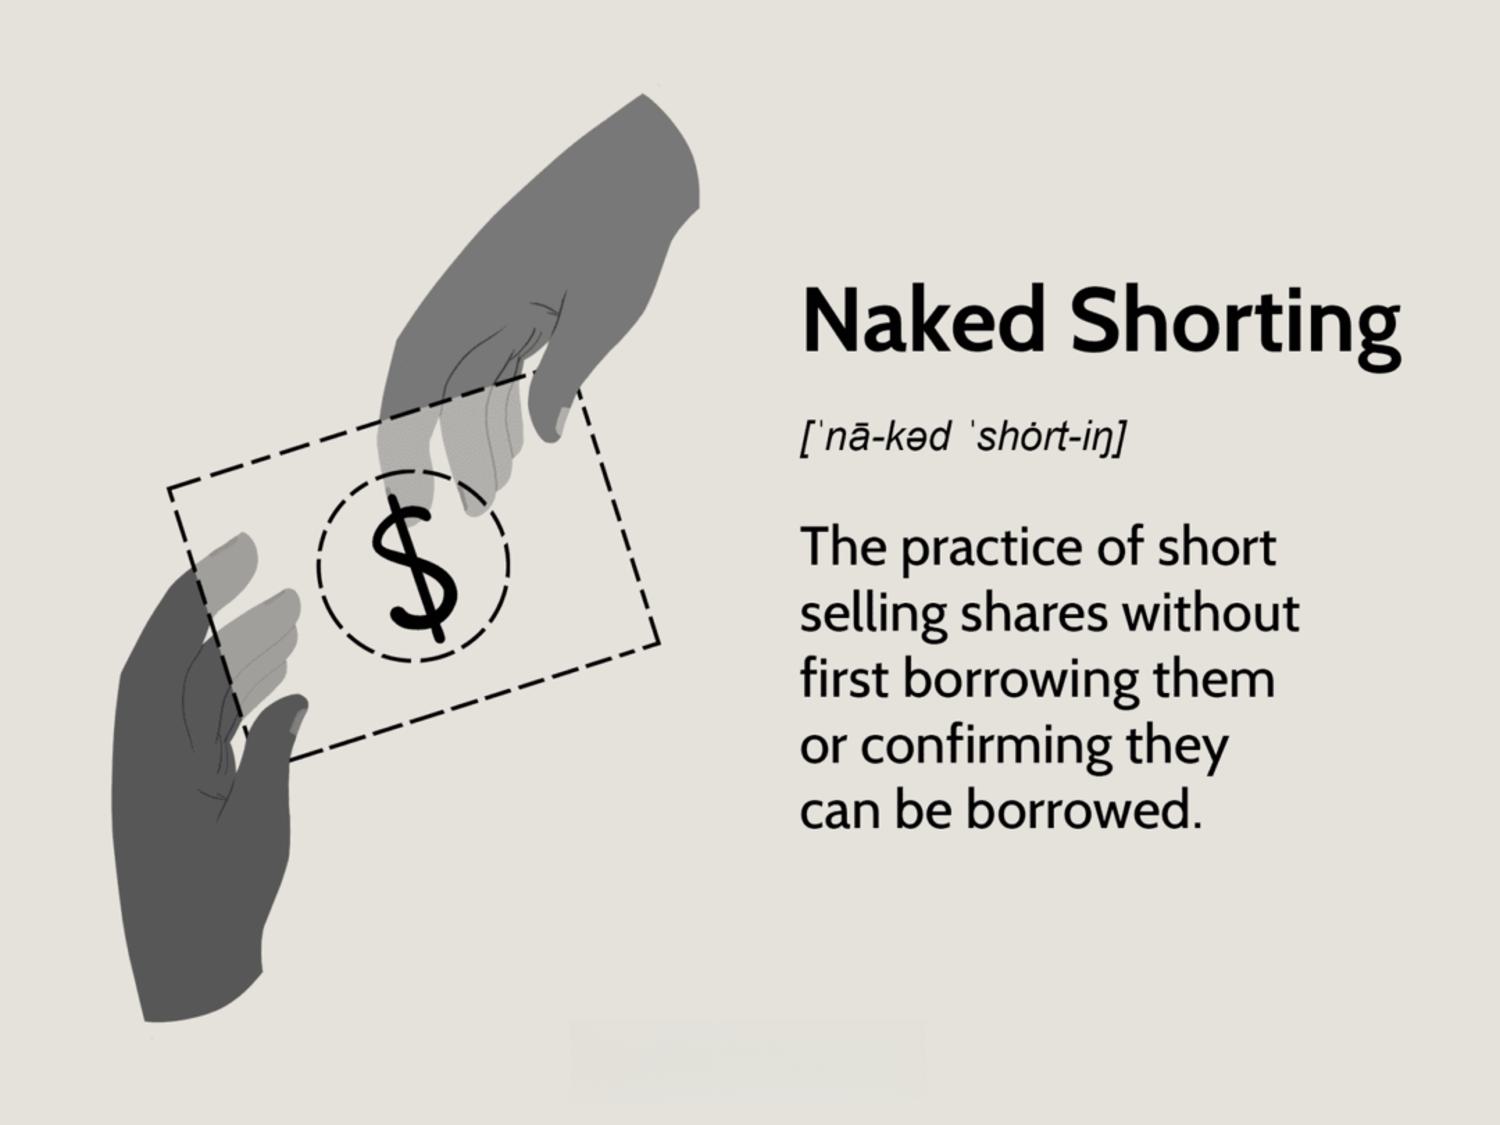 $
Naked Shorting
[ˈnā-kəd ˈshȯrt-iŋ]
The practice of short
selling shares without
first borrowing them
or confirming they
can be borrowed.